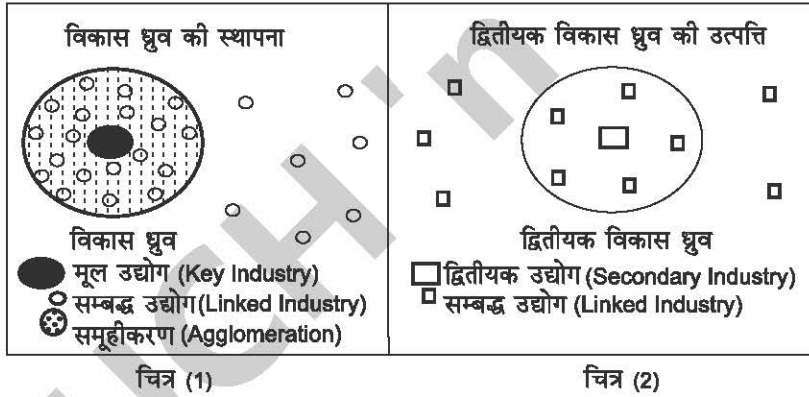 विकास ध्रुव की स्थापना
विकास ध्रुव
मूल उद्योग (Key Industry)
सम्बद्ध उद्योग(Linked Industry)
समूहीकरण (Agglomeration)
चित्र (1)
द्वितीयक विकास ध्रुव की उत्पत्ति
द्वितीयक विकास ध्रुव
द्वितीयक उद्योग (Secondary Industry)
सम्बद्ध उद्योग (Linked Industry)
चित्र (2)